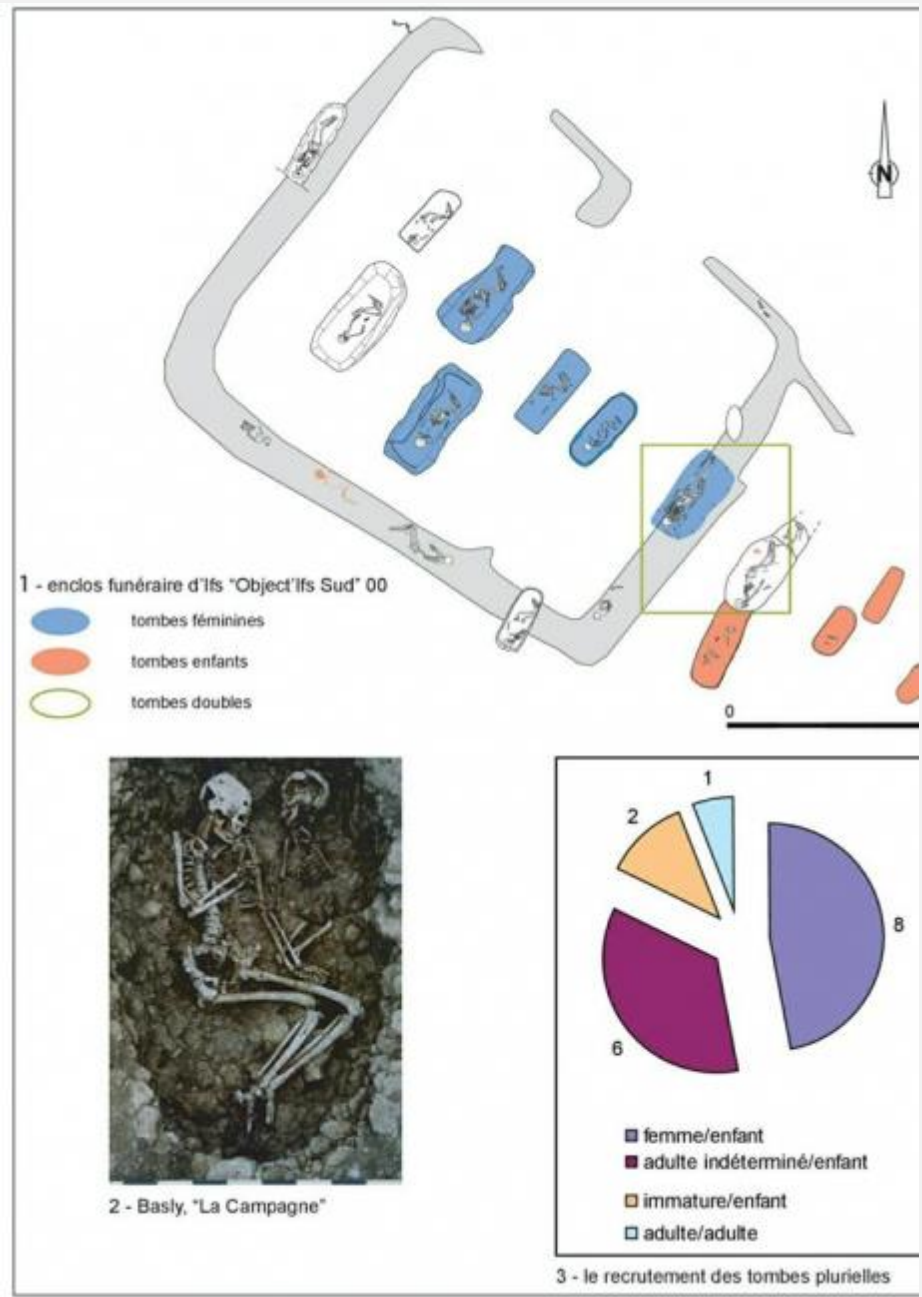 N
1 - enclos funéraire d'Ifs "Object'Ifs Sud" 00
tombes féminines
tombes enfants
tombes doubles
0
1
2
8
6
femme/enfant
adulte indéterminé/enfant
immature/enfant
adulte/adulte
2 - Basly, "La Campagne"
3 - le recrutement des tombes plurielles